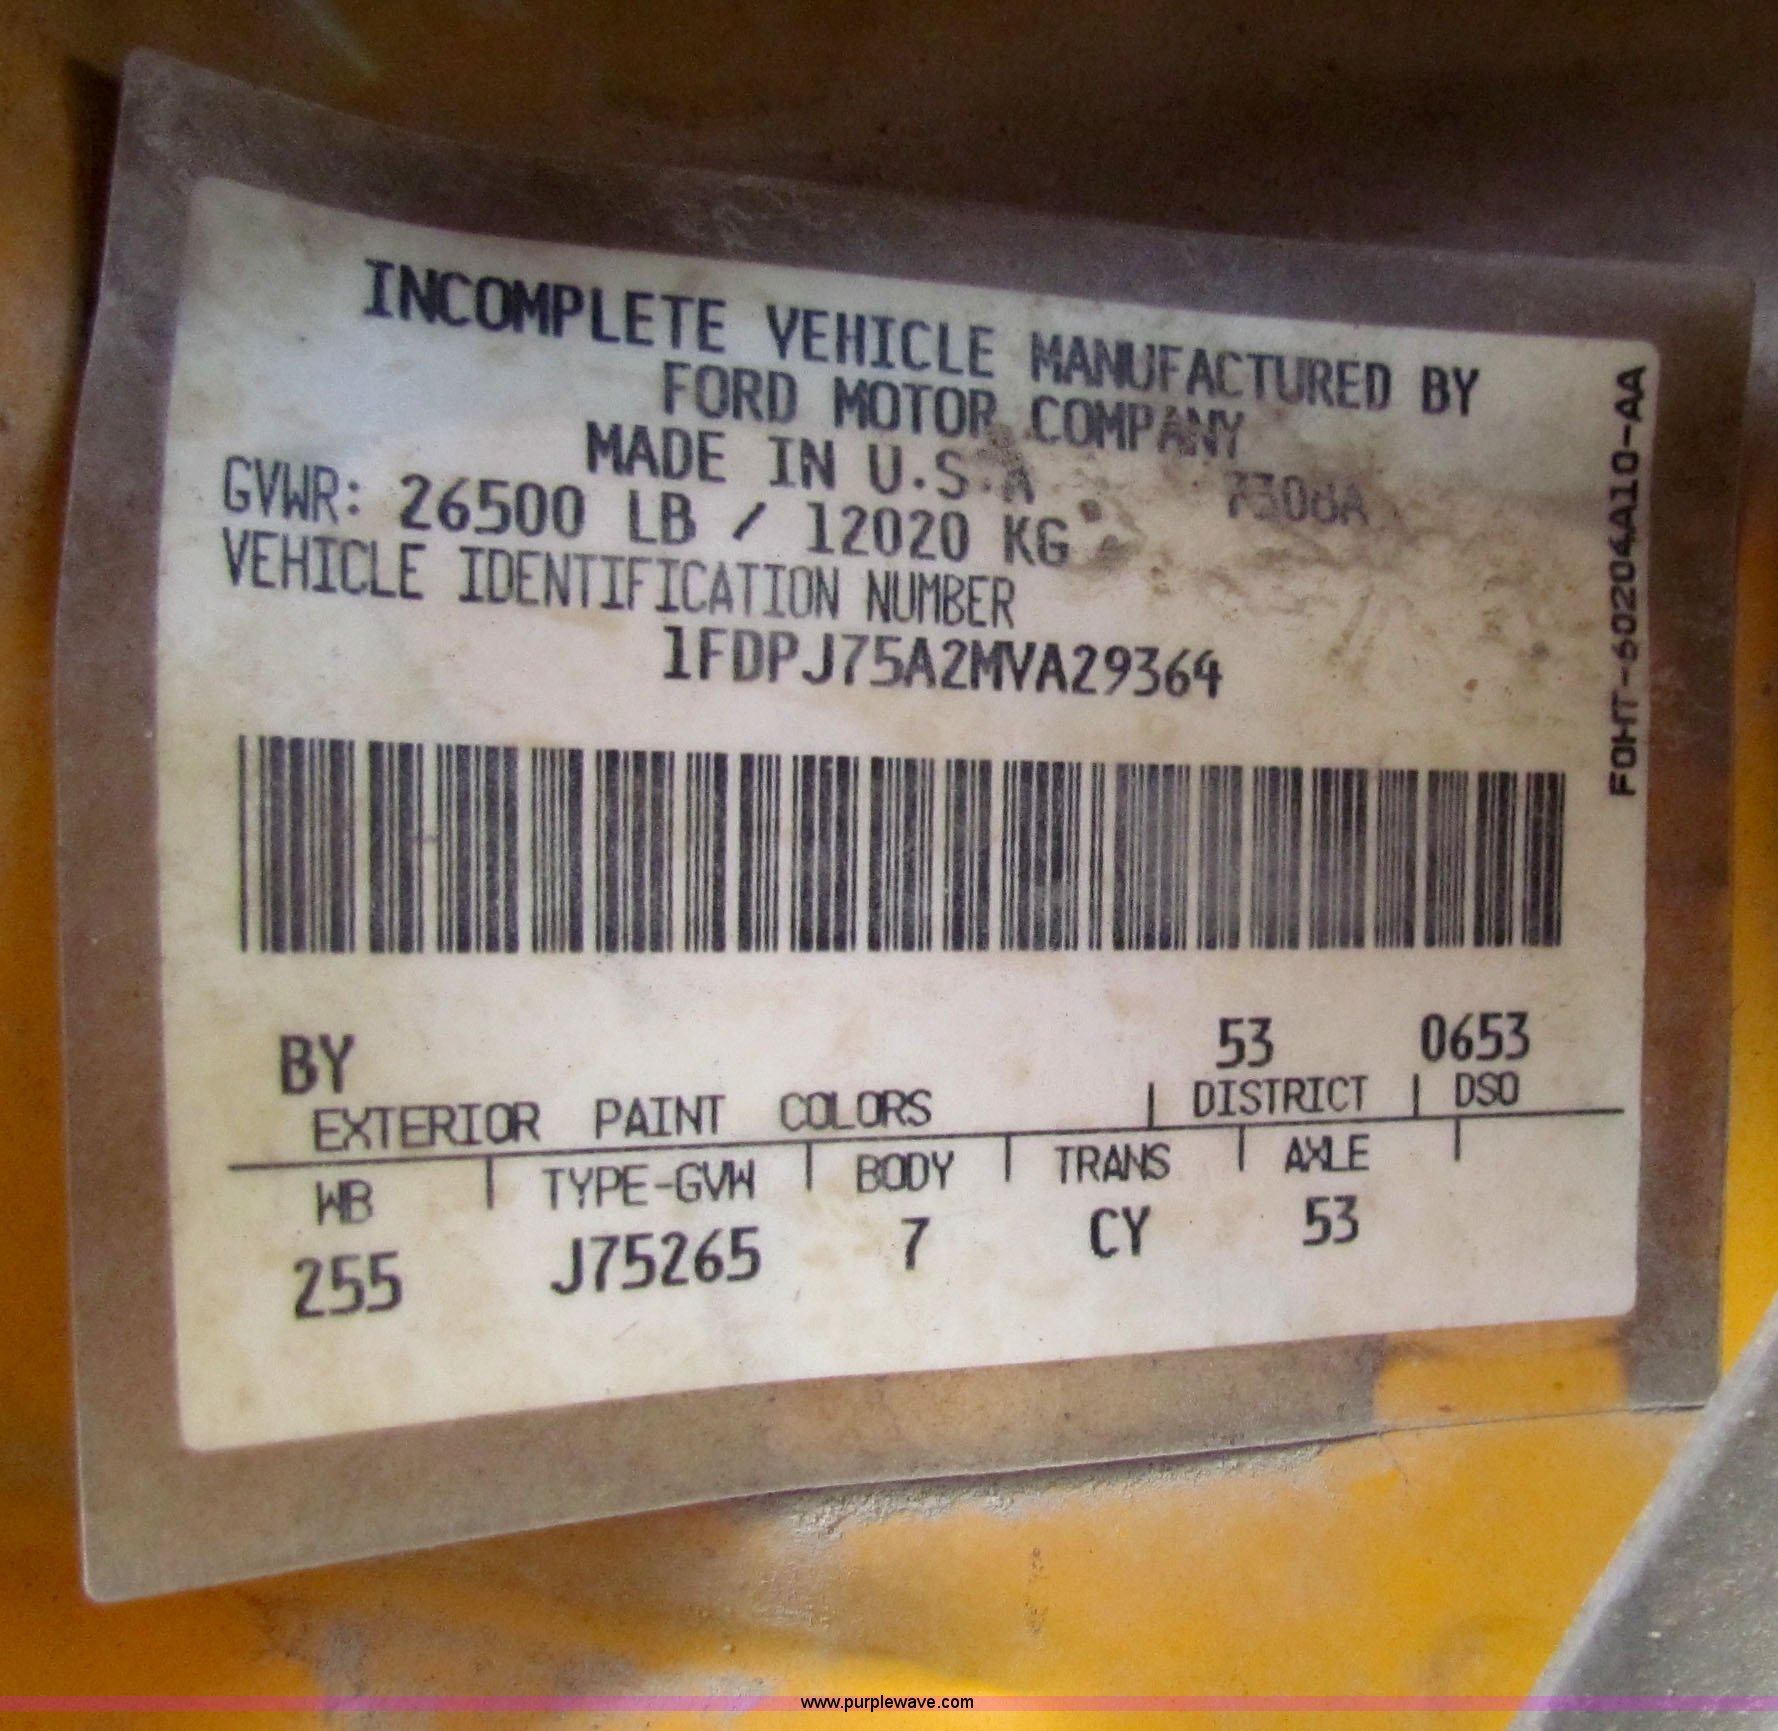 INCOMPLETE VEHICLE MANUFACTURED BY
FORD MOTOR COMPANY
MADE IN U.S.A
GVWR: 26500 LB / 12020 KG
VEHICLE IDENTIFICATION NUMBER
1FDPJ75A2MVA29364
F0HT-60204A10-AA
BY 53 0653
EXTERIOR PAINT COLORS DISTRICT DSO
WB TYPE-GVW BODY TRANS AXLE
255 J75265 7 CY 53
www.purplewave.com